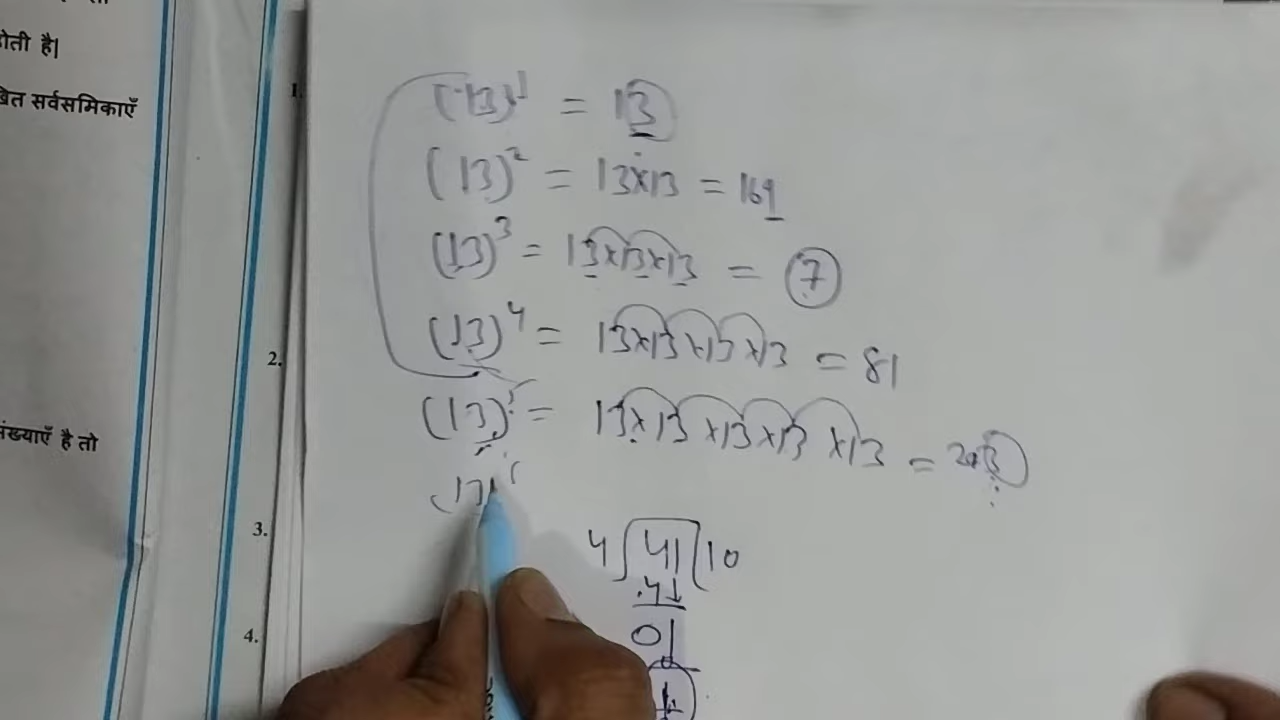 होती है|
सर्वसमिकाएँ
है तो
1.
2.
3.
4.
(13)¹ = 13
(13)² = 13×13 = 169
(13)³ = 13×13×13 = 7
(13)⁴ = 13×13×13×13 = 81
(13) = 13×13×13×13×13 =
(13)
4 41 10
4
01